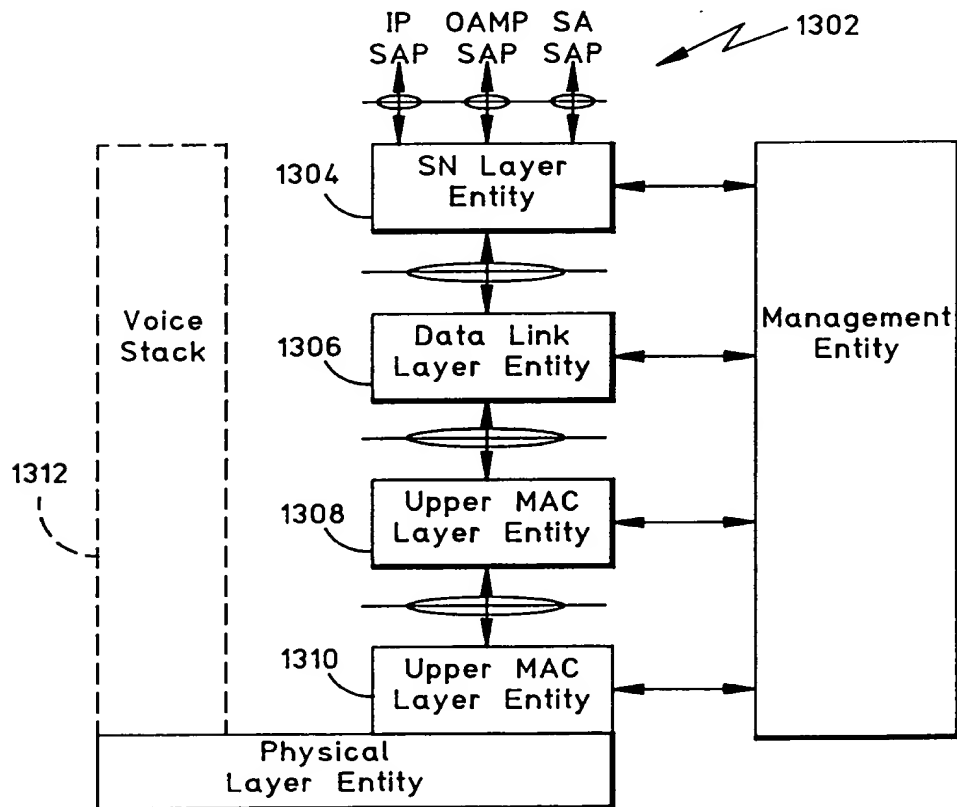 IP OAMP SA
SAP SAP SAP
1302
1304
SN Layer
Entity
Voice
Stack
1306
Data Link
Layer Entity
Management
Entity
1312
1308
Upper MAC
Layer Entity
1310
Upper MAC
Layer Entity
Physical
Layer Entity